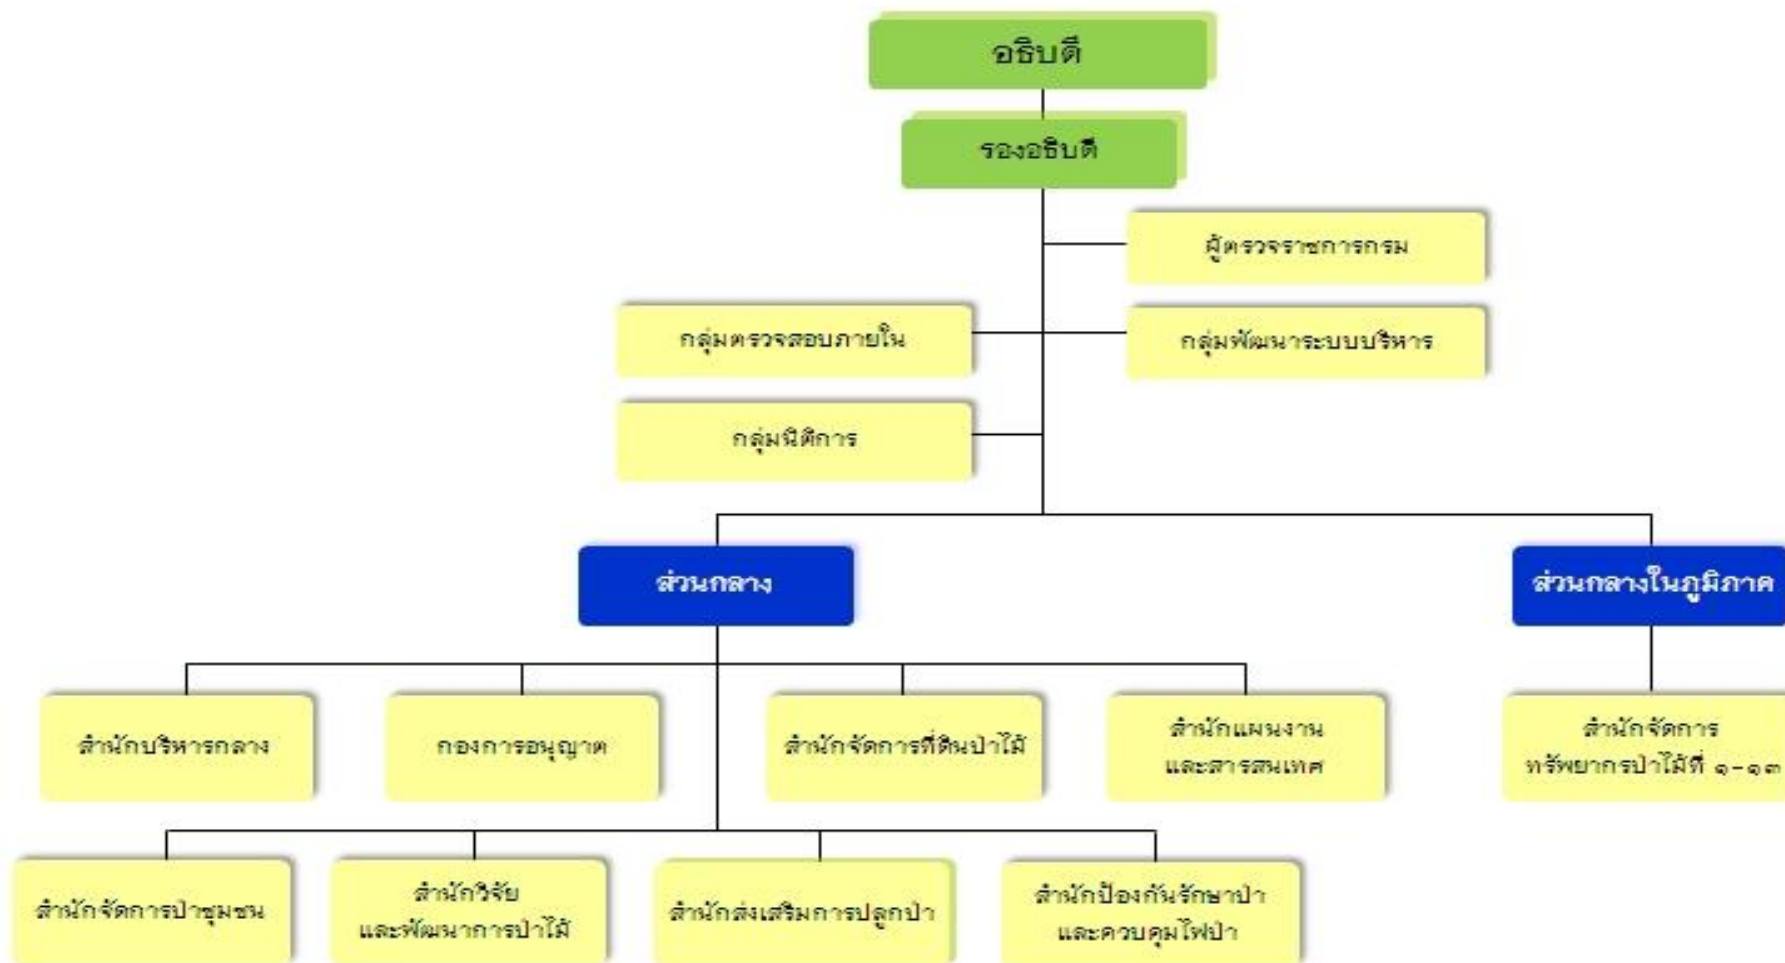 อธิบดี
รองอธิบดี
ผู้ตรวจราชการกรม
กลุ่มตรวจสอบภายใน
กลุ่มพัฒนาระบบบริหาร
กลุ่มนิติการ
ส่วนกลาง
ส่วนกลางในภูมิภาค
สำนักบริหารกลาง
กองการอนุญาต
สำนักจัดการที่ดินป่าไม้
สำนักแผนงาน
และสารสนเทศ
สำนักจัดการ
ทรัพยากรป่าไม้ที่ ๑-๑๓
สำนักจัดการป่าชุมชน
สำนักวิจัย
และพัฒนาการป่าไม้
สำนักส่งเสริมการปลูกป่า
สำนักป้องกันรักษาป่า
และควบคุมไฟป่า